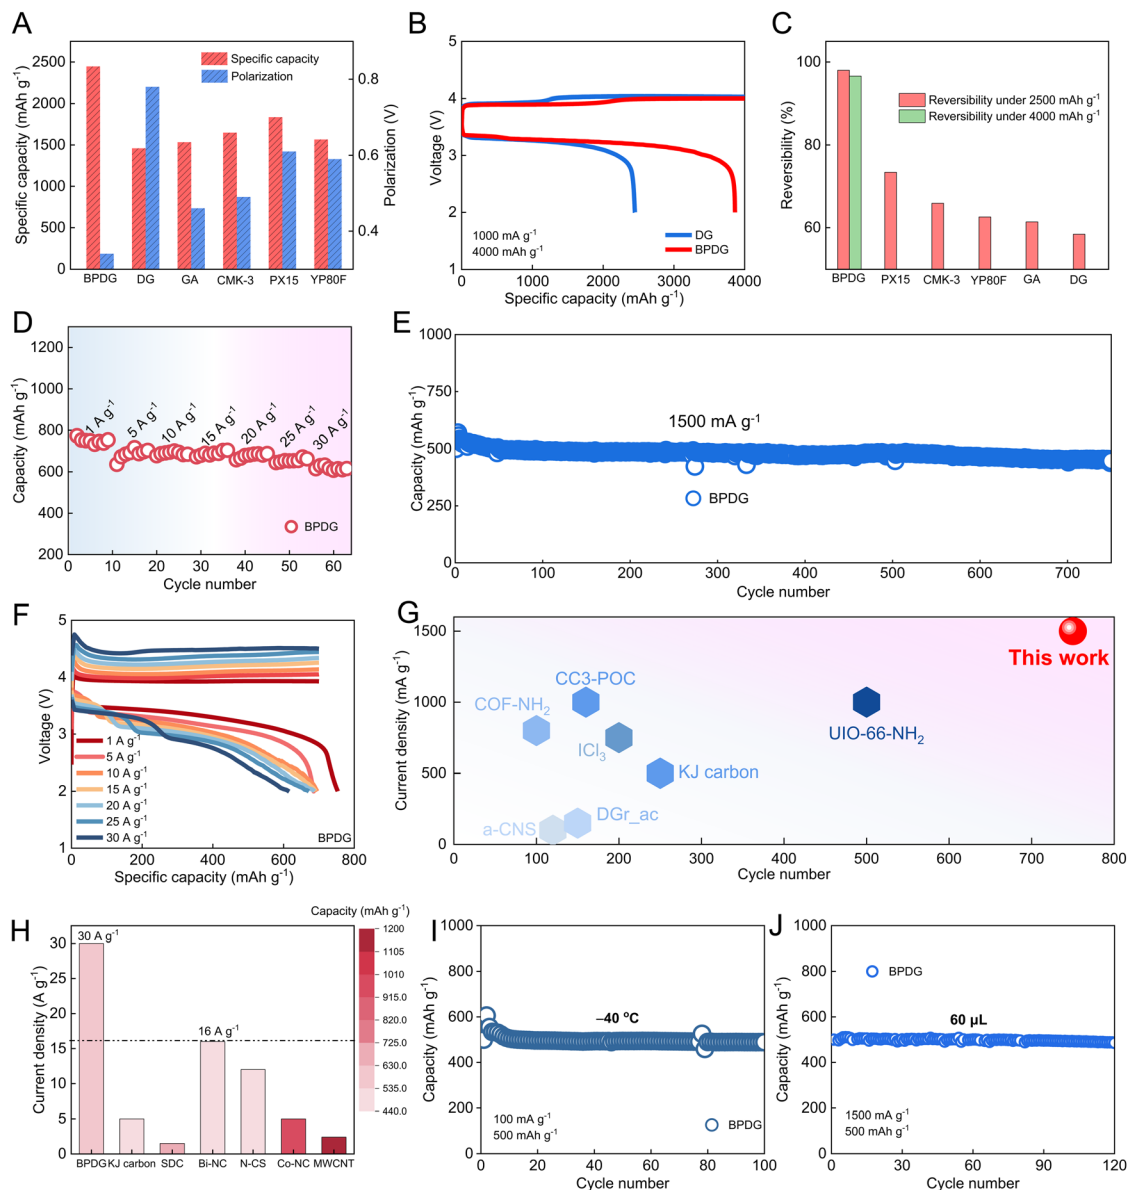 A
Specific capacity (mAh g⁻¹)
2500
2000
1500
1000
500
0
Specific capacity
Polarization
0.8
0.6
0.4
Polarization (V)
BPDG DG GA CMK-3 PX15 YP80F
B
Voltage (V)
5
4
3
2
1
1000 mA g⁻¹
4000 mAh g⁻¹
DG
BPDG
0 1000 2000 3000 4000
Specific capacity (mAh g⁻¹)
C
Reversibility (%)
100
80
60
Reversibility under 2500 mAh g⁻¹
Reversibility under 4000 mAh g⁻¹
BPDG PX15 CMK-3 YP80F GA DG
D
Capacity (mAh g⁻¹)
1200
1000
800
600
400
200
1 A g⁻¹
5 A g⁻¹
10 A g⁻¹
15 A g⁻¹
20 A g⁻¹
25 A g⁻¹
30 A g⁻¹
BPDG
0 10 20 30 40 50 60
Cycle number
E
Capacity (mAh g⁻¹)
1000
750
500
250
0
1500 mA g⁻¹
BPDG
0 100 200 300 400 500 600 700
Cycle number
F
Voltage (V)
5
4
3
2
1
1 A g⁻¹
5 A g⁻¹
10 A g⁻¹
15 A g⁻¹
20 A g⁻¹
25 A g⁻¹
30 A g⁻¹
BPDG
0 200 400 600 800
Specific capacity (mAh g⁻¹)
G
Current density (mA g⁻¹)
1500
1000
500
0
This work
CC3-POC
COF-NH₂
ICl₃
UIO-66-NH₂
KJ carbon
DGr_ac
a-CNS
0 100 200 300 400 500 600 700 800
Cycle number
H
Current density (A g⁻¹)
30
25
20
15
10
5
0
30 A g⁻¹
16 A g⁻¹
BPDG KJ carbon SDC Bi-NC N-CS Co-NC MWCNT
Capacity (mAh g⁻¹)
1200
1105
1010
915.0
820.0
725.0
630.0
535.0
440.0
I
Capacity (mAh g⁻¹)
1000
800
600
400
200
0
−40 °C
100 mA g⁻¹
500 mAh g⁻¹
BPDG
0 20 40 60 80 100
Cycle number
J
Capacity (mAh g⁻¹)
1000
800
600
400
200
0
BPDG
60 μL
1500 mA g⁻¹
500 mAh g⁻¹
0 30 60 90 120
Cycle number